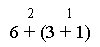 2 1
6 + (3 + 1)